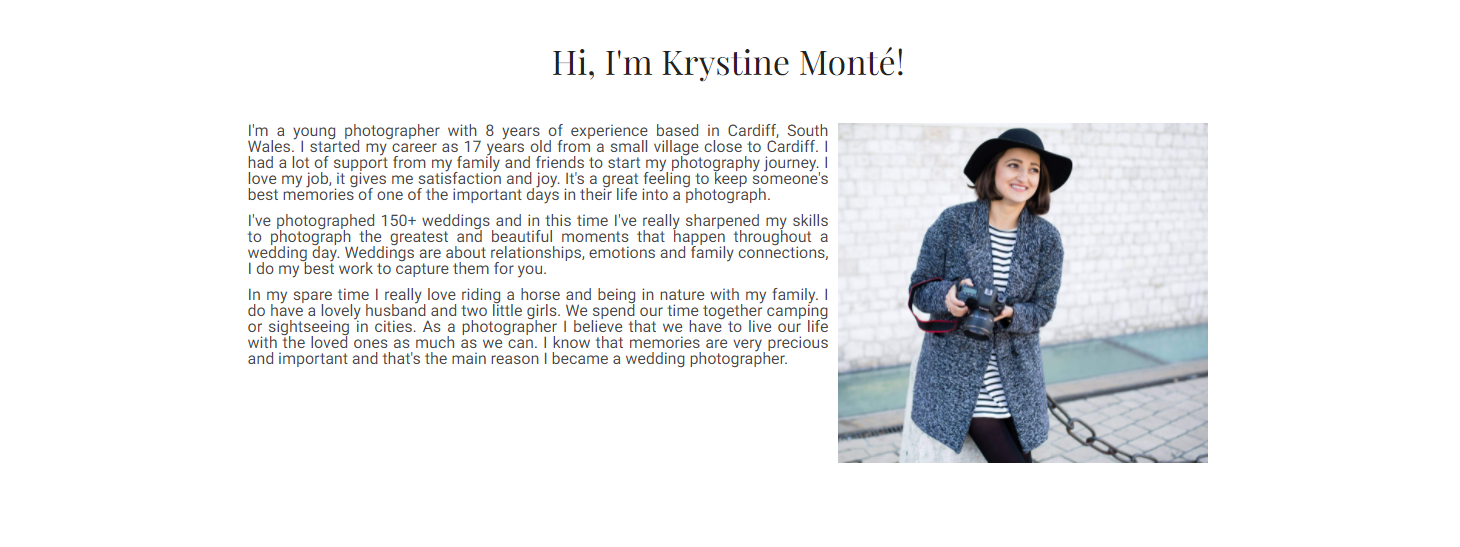 Hi, I'm Krystine Monté!
I'm a young photographer with 8 years of experience based in Cardiff, South
Wales. I started my career as 17 years old from a small village close to Cardiff. I
had a lot of support from my family and friends to start my photography journey. I
love my job, it gives me satisfaction and joy. It's a great feeling to keep someone's
best memories of one of the important days in their life into a photograph.
I've photographed 150+ weddings and in this time I've really sharpened my skills
to photograph the greatest and beautiful moments that happen throughout a
wedding day. Weddings are about relationships, emotions and family connections,
I do my best work to capture them for you.
In my spare time I really love riding a horse and being in nature with my family. I
do have a lovely husband and two little girls. We spend our time together camping
or sightseeing in cities. As a photographer I believe that we have to live our life
with the loved ones as much as we can. I know that memories are very precious
and important and that's the main reason I became a wedding photographer.